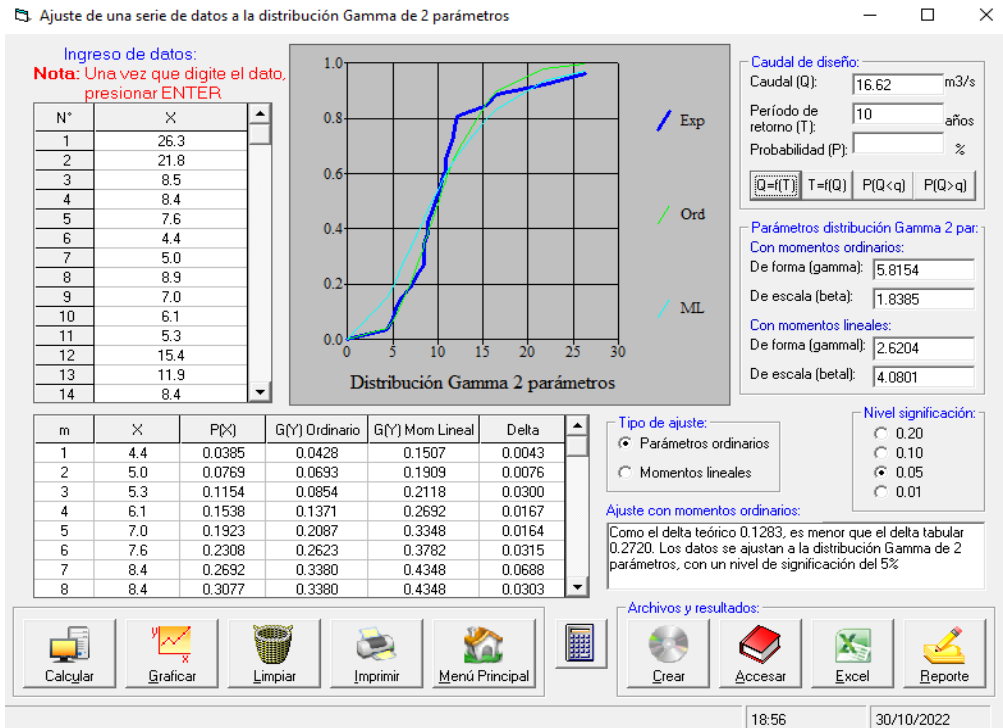 Ajuste de una serie de datos a la distribución Gamma de 2 parámetros
Ingreso de datos:
Nota: Una vez que digite el dato,
presionar ENTER
N° X
1 26.3
2 21.8
3 8.5
4 8.4
5 7.6
6 4.4
7 5.0
8 8.9
9 7.0
10 6.1
11 5.3
12 15.4
13 11.9
14 8.4
1.0
0.8
0.6
0.4
0.2
0.0
0 5 10 15 20 25 30
Distribución Gamma 2 parámetros
Exp
Ord
ML
Caudal de diseño:
Caudal (Q): 16.62 m3/s
Período de
retorno (T): 10 años
Probabilidad (P): %
Q=f(T) T=f(Q) P(Q<q) P(Q>q)
Parámetros distribución Gamma 2 par:
Con momentos ordinarios:
De forma (gamma): 5.8154
De escala (beta): 1.8385
Con momentos lineales:
De forma (gammal): 2.6204
De escala (betal): 4.0801
m X P(X) G(Y) Ordinario G(Y) Mom Lineal Delta
1 4.4 0.0385 0.0428 0.1507 0.0043
2 5.0 0.0769 0.0693 0.1909 0.0076
3 5.3 0.1154 0.0854 0.2118 0.0300
4 6.1 0.1538 0.1371 0.2692 0.0167
5 7.0 0.1923 0.2087 0.3348 0.0164
6 7.6 0.2308 0.2623 0.3782 0.0315
7 8.4 0.2692 0.3380 0.4348 0.0688
8 8.4 0.3077 0.3380 0.4348 0.0303
Tipo de ajuste:
Parámetros ordinarios
Momentos lineales
Nivel significación:
0.20
0.10
0.05
0.01
Ajuste con momentos ordinarios:
Como el delta teórico 0.1283, es menor que el delta tabular
0.2720. Los datos se ajustan a la distribución Gamma de 2
parámetros, con un nivel de significación del 5%
Calcular Graficar Limpiar Imprimir Menú Principal
Archivos y resultados:
Crear Accesar Excel Reporte
18:56 30/10/2022